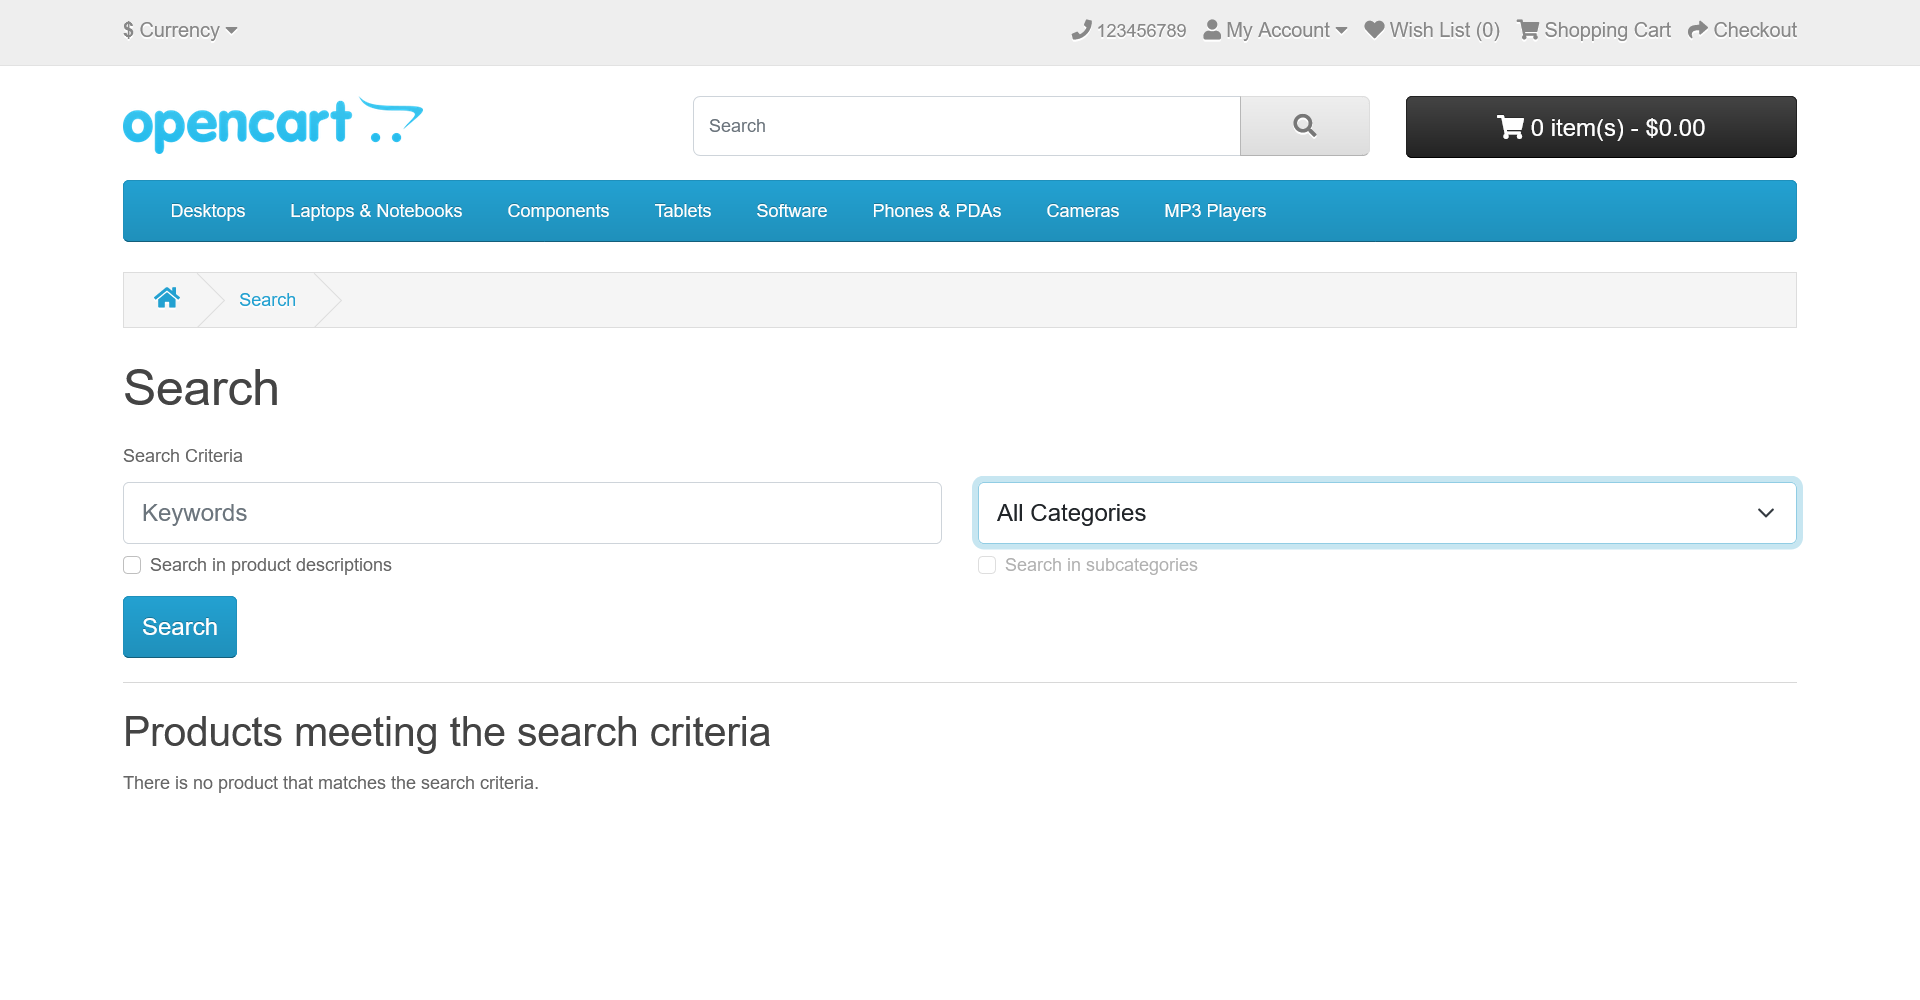 $ Currency
123456789 My Account Wish List (0) Shopping Cart Checkout
opencart
Search
0 item(s) - $0.00
Desktops Laptops & Notebooks Components Tablets Software Phones & PDAs Cameras MP3 Players
Search
Search
Search Criteria
Keywords
All Categories
Search in product descriptions
Search in subcategories
Search
Products meeting the search criteria
There is no product that matches the search criteria.